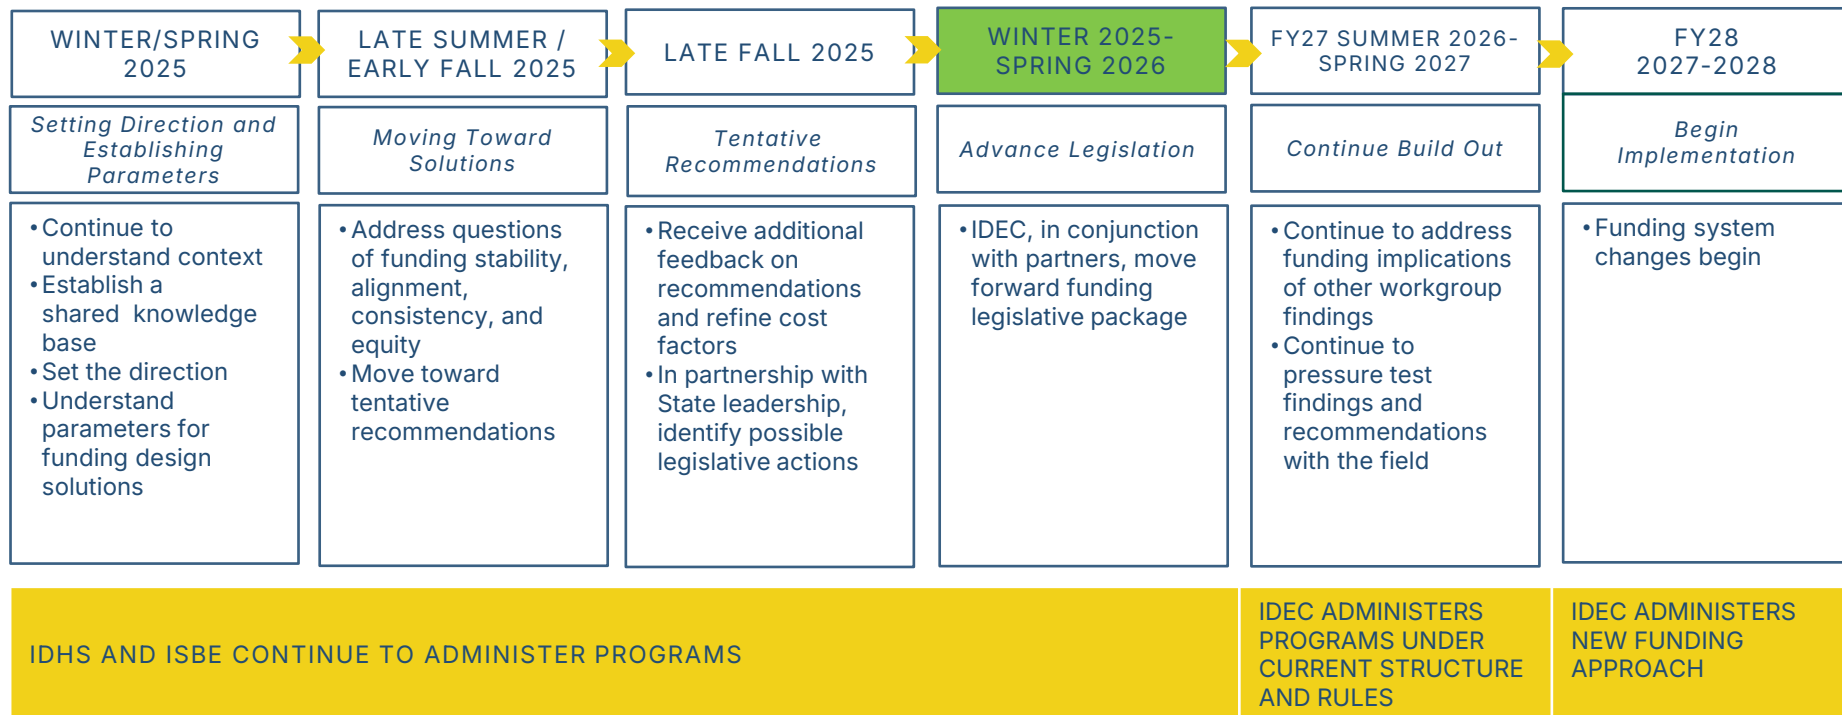 WINTER/SPRING
2025
LATE SUMMER /
EARLY FALL 2025
LATE FALL 2025
WINTER 2025-
SPRING 2026
FY27 SUMMER 2026-
SPRING 2027
FY28
2027-2028
Setting Direction and
Establishing
Parameters
Moving Toward
Solutions
Tentative
Recommendations
Advance Legislation
Continue Build Out
Begin
Implementation
• Continue to
understand context
• Establish a
shared knowledge
base
• Set the direction
• Understand
parameters for
funding design
solutions
• Address questions
of funding stability,
alignment,
consistency, and
equity
• Move toward
tentative
recommendations
• Receive additional
feedback on
recommendations
and refine cost
factors
• In partnership with
State leadership,
identify possible
legislative actions
• IDEC, in conjunction
with partners, move
forward funding
legislative package
• Continue to address
funding implications
of other workgroup
findings
• Continue to
pressure test
findings and
recommendations
with the field
• Funding system
changes begin
IDHS AND ISBE CONTINUE TO ADMINISTER PROGRAMS
IDEC ADMINISTERS
PROGRAMS UNDER
CURRENT STRUCTURE
AND RULES
IDEC ADMINISTERS
NEW FUNDING
APPROACH